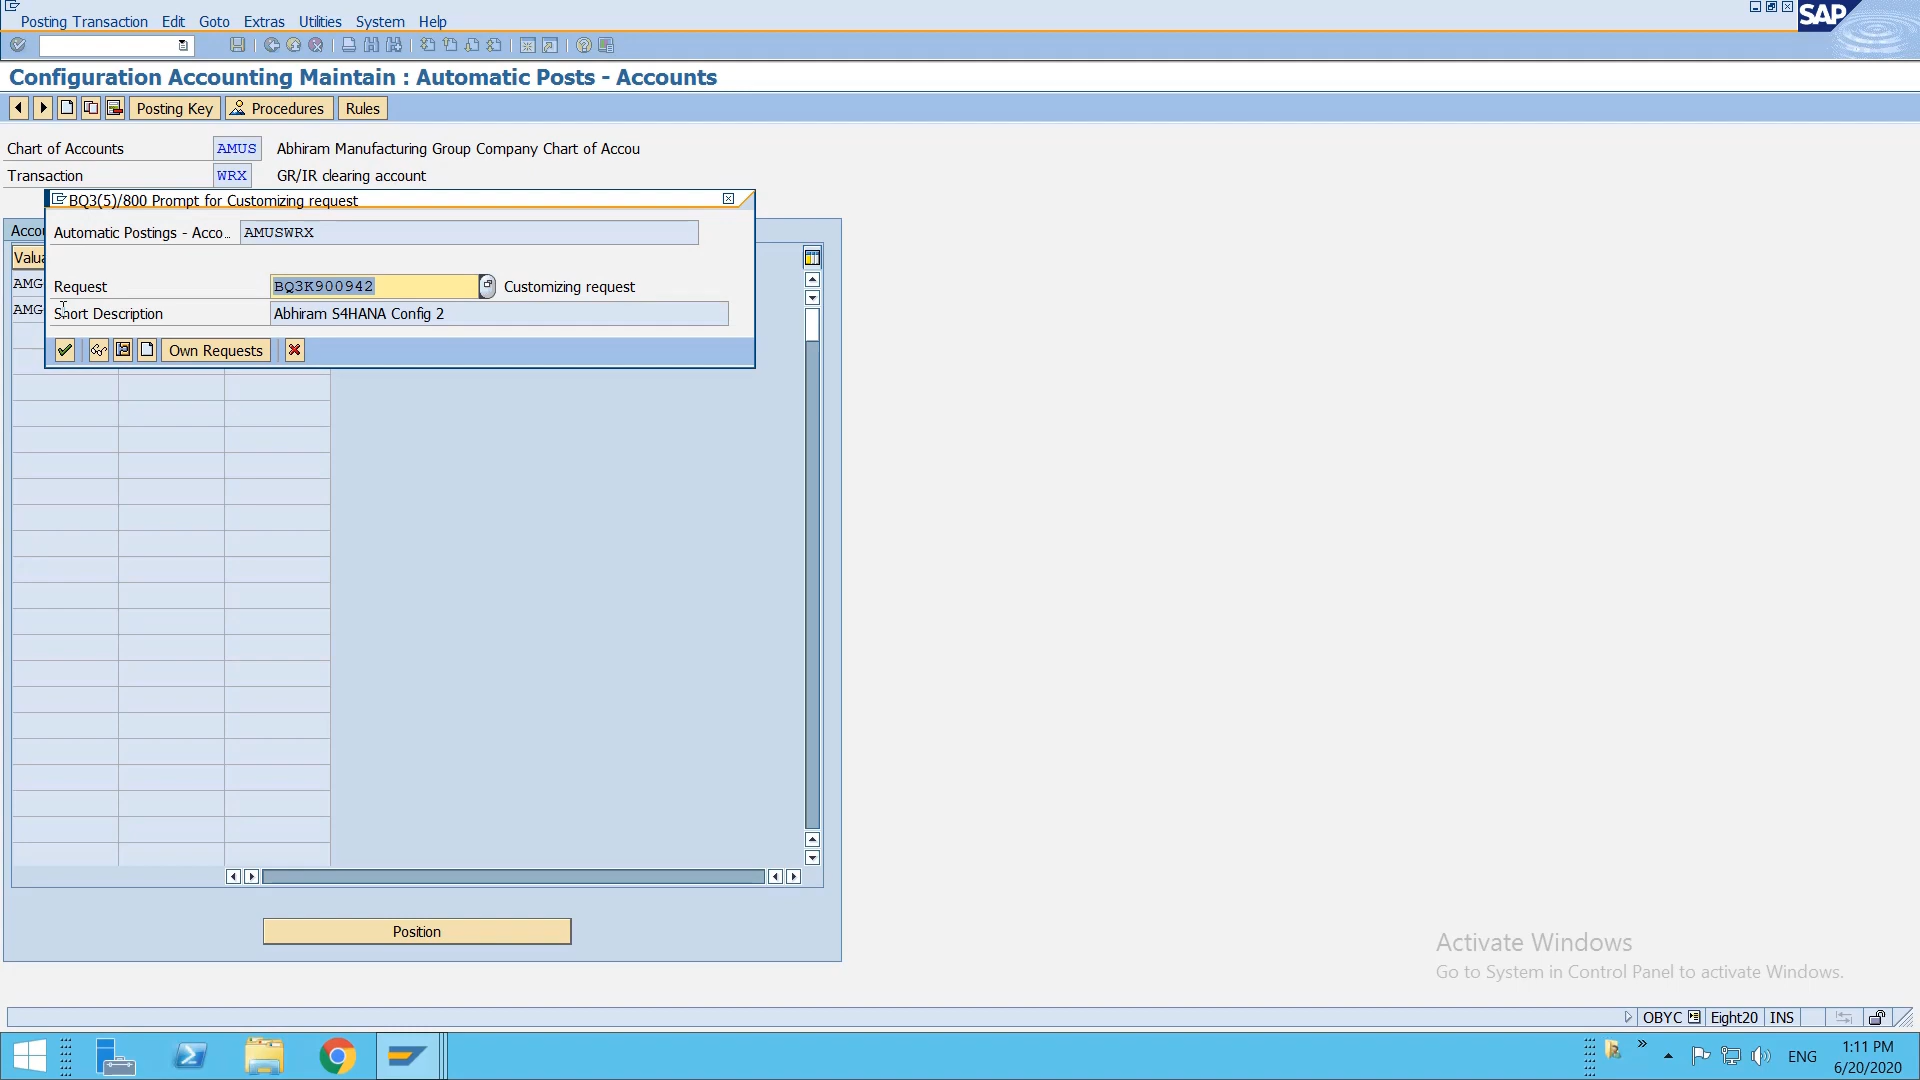 Posting Transaction Edit Goto Extras Utilities System Help
SAP
Configuration Accounting Maintain : Automatic Posts - Accounts
Posting Key Procedures Rules
Chart of Accounts AMUS Abhiram Manufacturing Group Company Chart of Accou
Transaction WRX GR/IR clearing account
BQ3(5)/800 Prompt for Customizing request
Accou
Automatic Postings - Acco.. AMUSWRX
Valua
AMG
Request BQ3K900942 Customizing request
AMG
Short Description Abhiram S4HANA Config 2
Own Requests
Position
Activate Windows
Go to System in Control Panel to activate Windows.
OBYC Eight20 INS
ENG
1:11 PM
6/20/2020